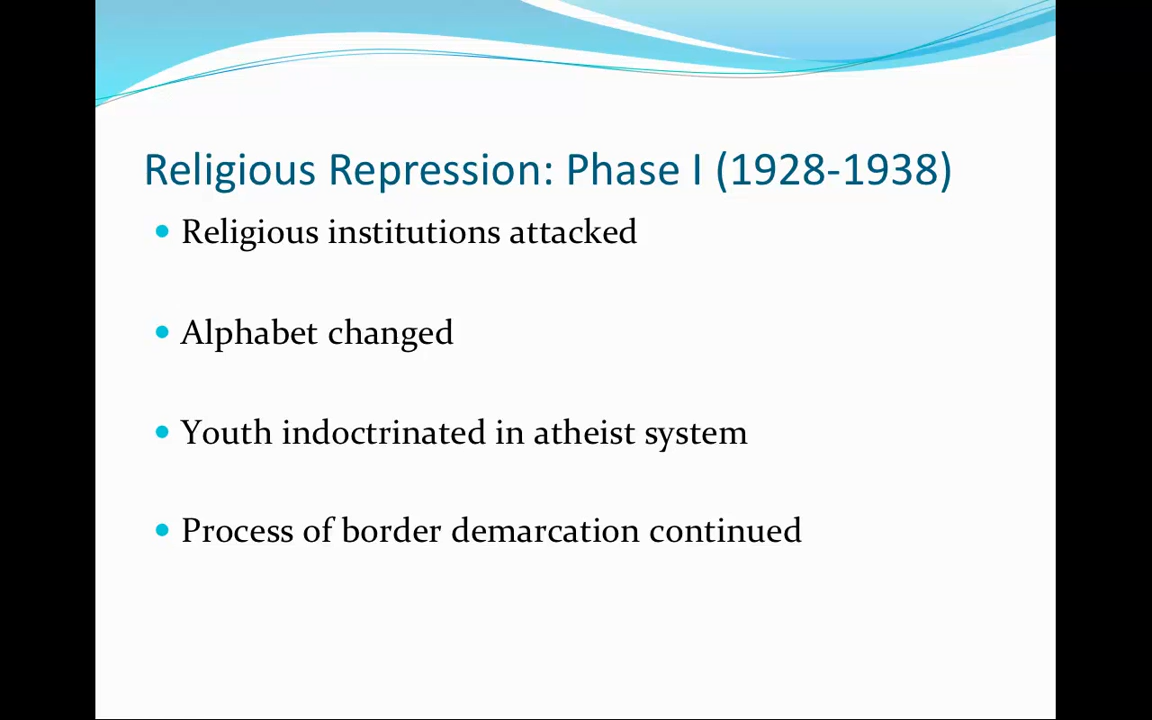 Religious Repression: Phase I (1928-1938)
Religious institutions attacked
Alphabet changed
Youth indoctrinated in atheist system
Process of border demarcation continued